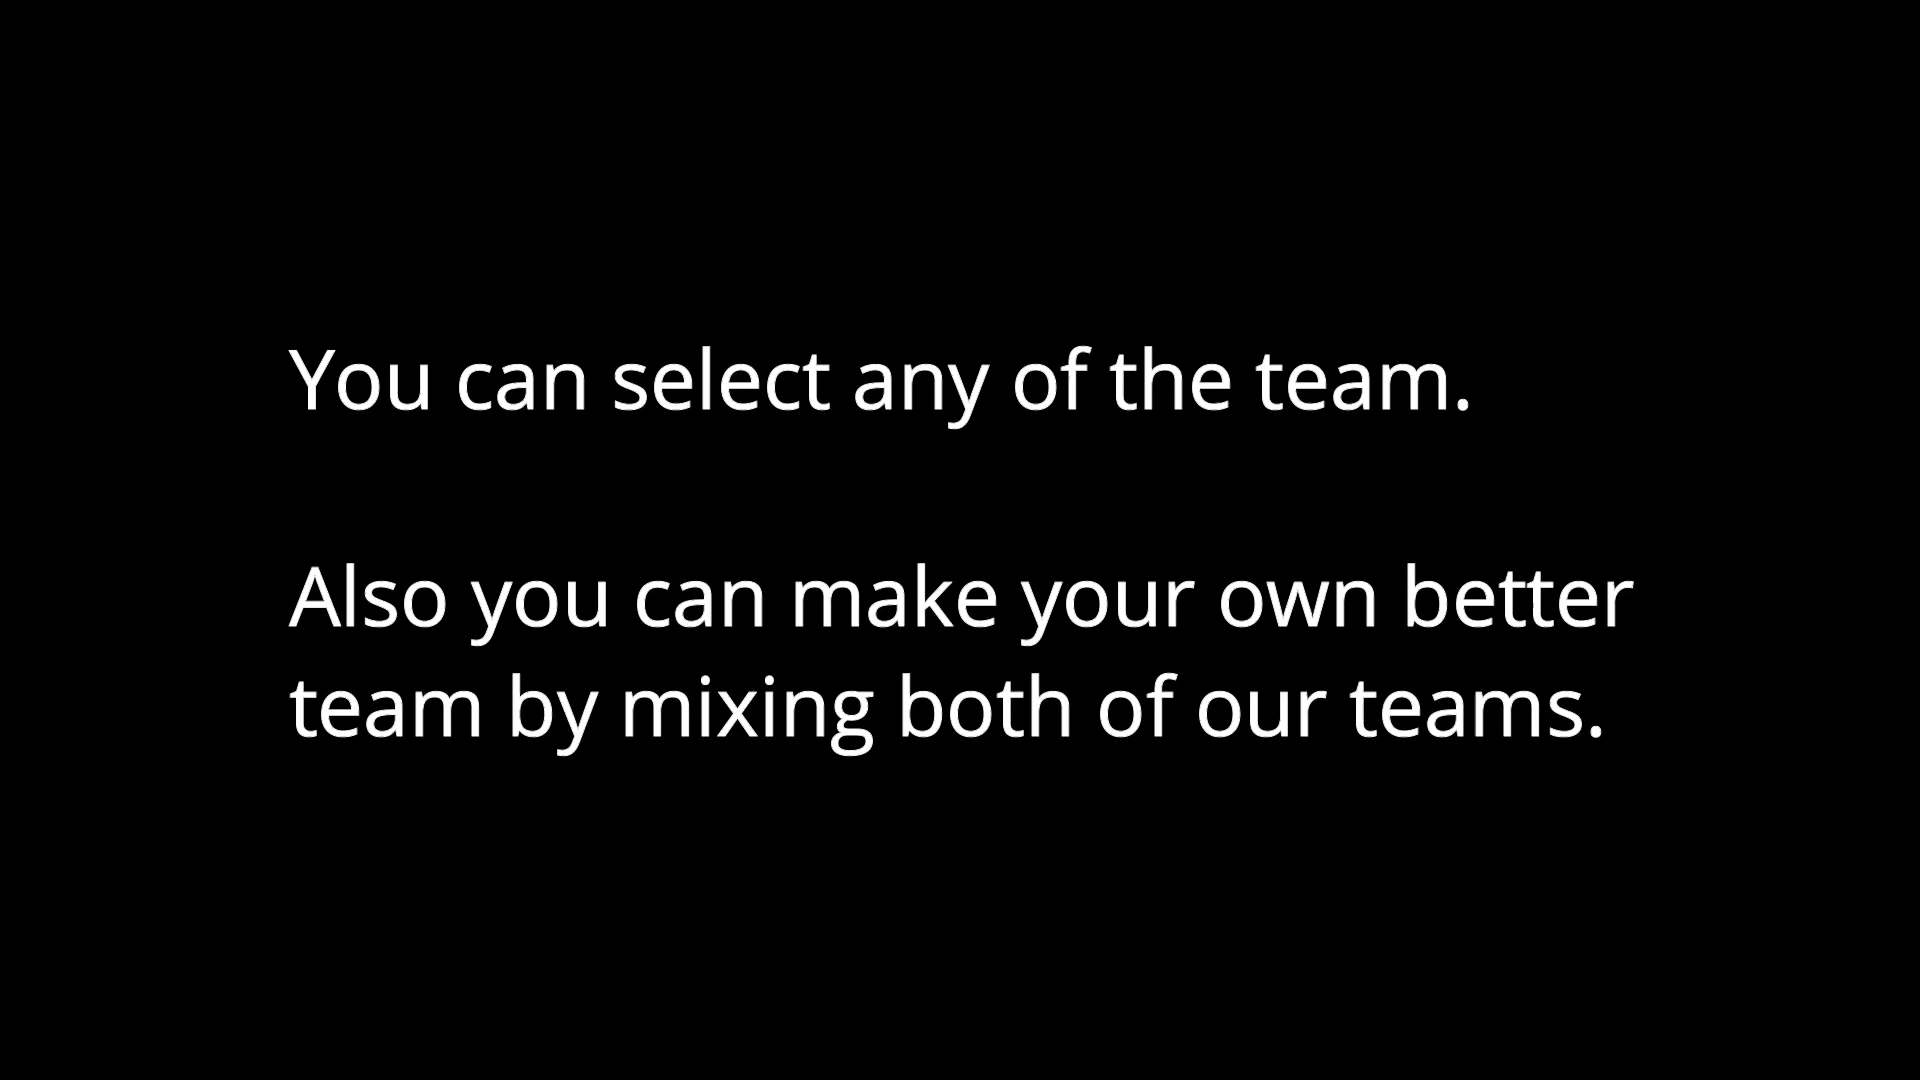 You can select any of the team.
Also you can make your own better
team by mixing both of our teams.